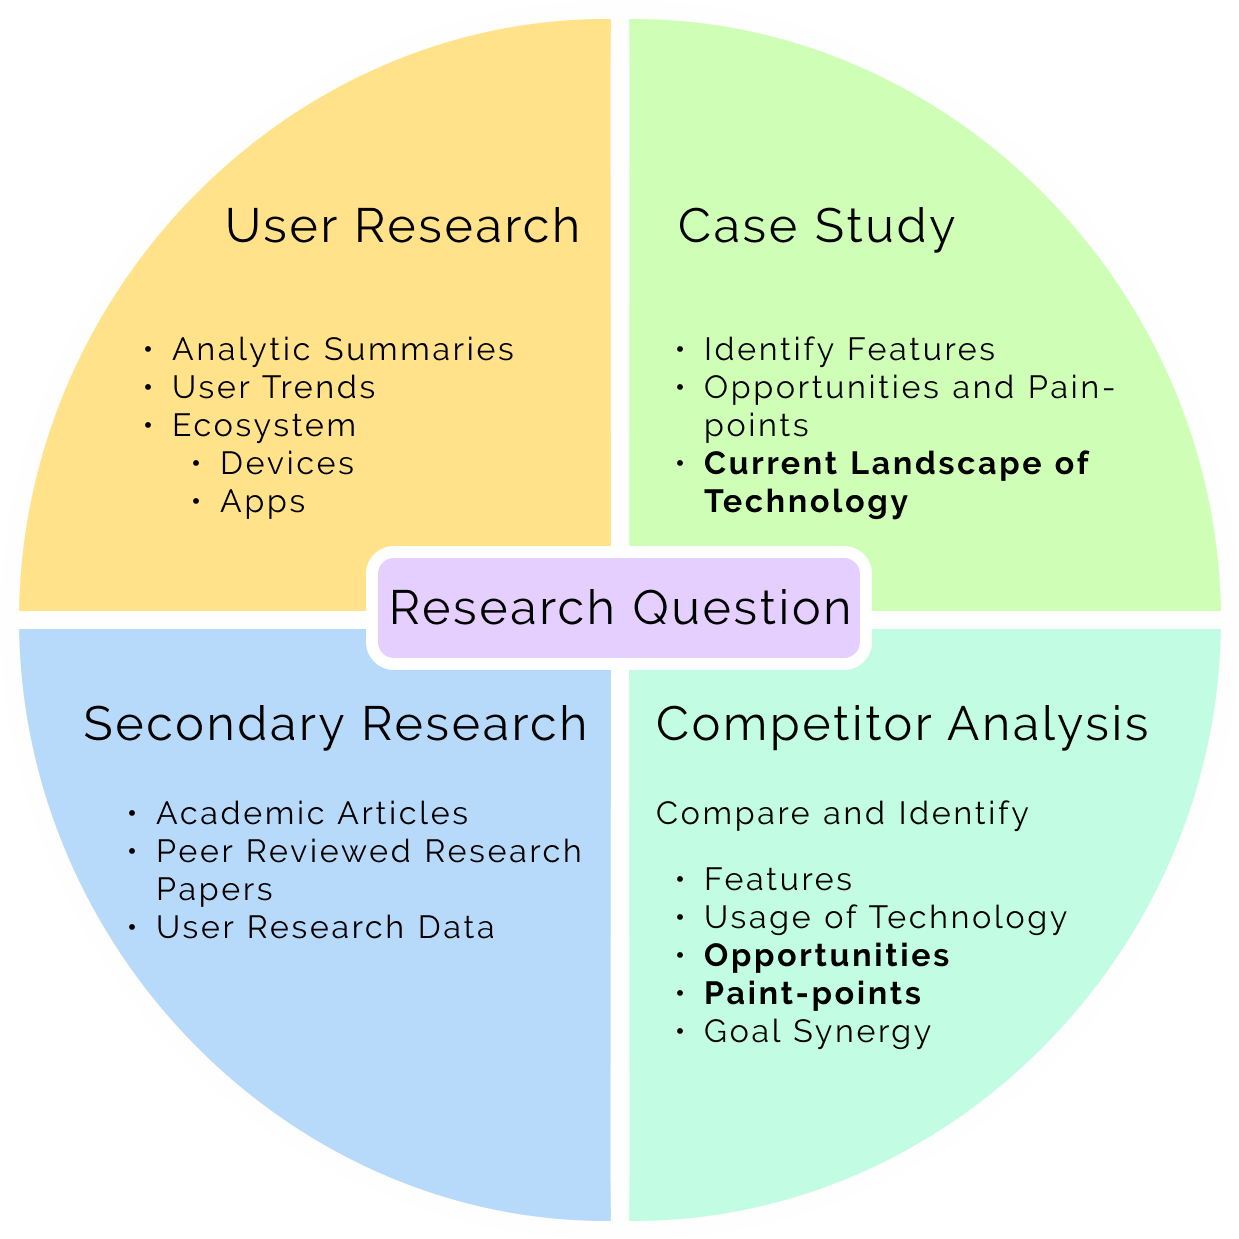 User Research
• Analytic Summaries
• User Trends
• Ecosystem
• Devices
• Apps
Case Study
• Identify Features
• Opportunities and Pain-
points
• Current Landscape of
Technology
Research Question
Secondary Research
• Academic Articles
• Peer Reviewed Research
Papers
• User Research Data
Competitor Analysis
Compare and Identify
• Features
• Usage of Technology
• Opportunities
• Paint-points
• Goal Synergy